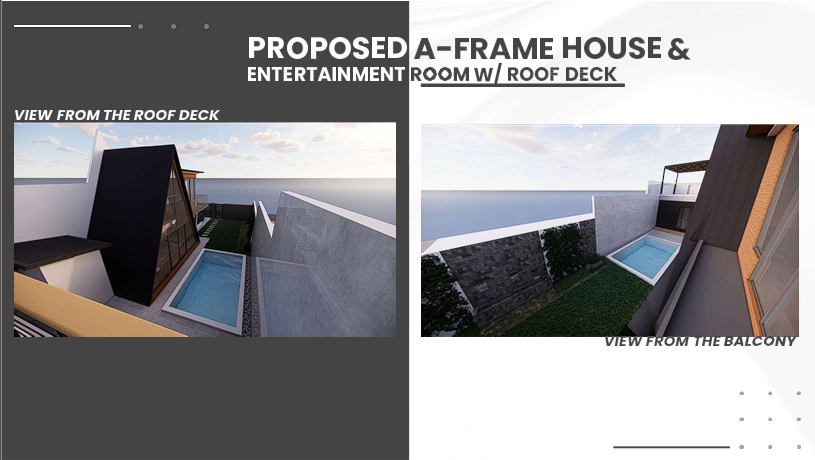 PROPOSED A-FRAME HOUSE &
ENTERTAINMENT ROOM W/ ROOF DECK
VIEW FROM THE ROOF DECK
VIEW FROM THE BALCONY